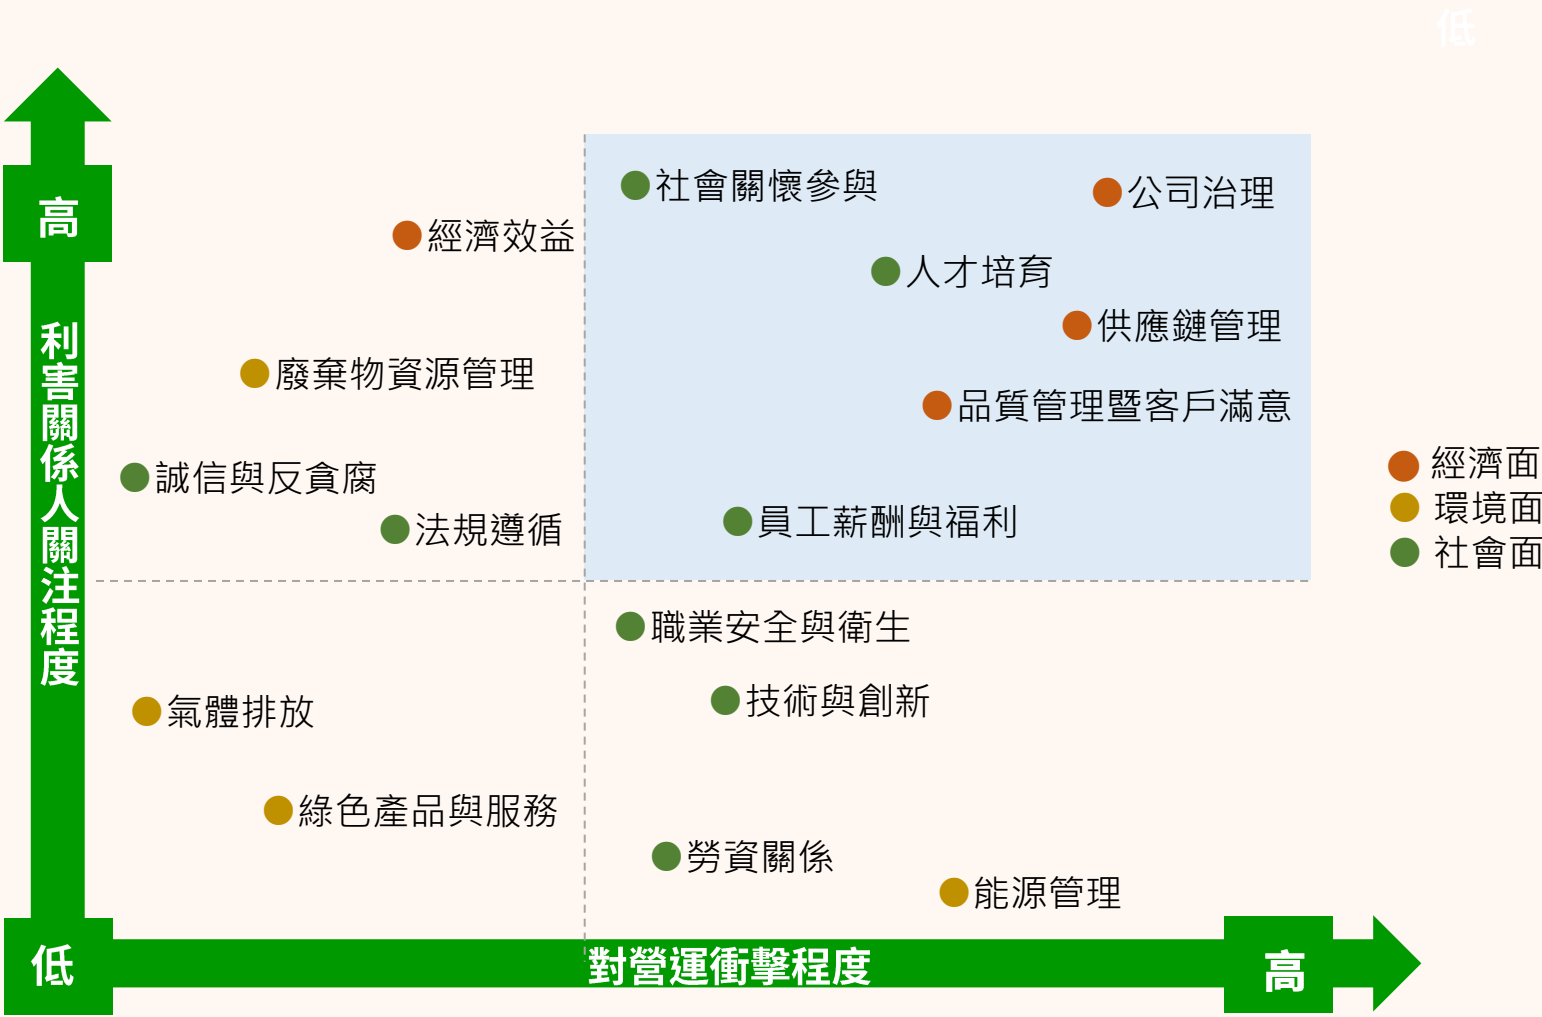 低
高
利害關係人關注程度
社會關懷參與
公司治理
經濟效益
人才培育
供應鏈管理
廢棄物資源管理
品質管理暨客戶滿意
誠信與反貪腐
法規遵循
員工薪酬與福利
經濟面
環境面
社會面
職業安全與衛生
技術與創新
氣體排放
綠色產品與服務
勞資關係
能源管理
低
對營運衝擊程度
高